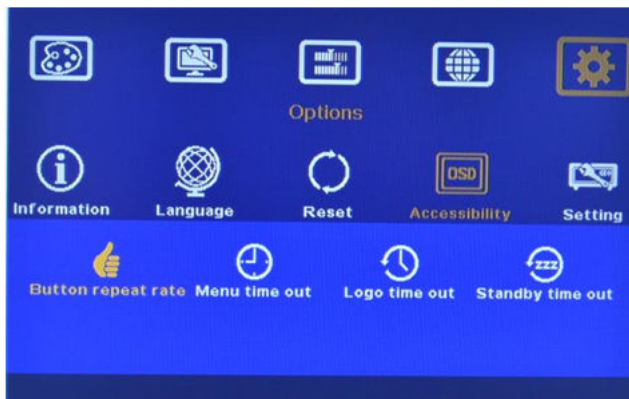 Options
Information Language Reset OSD Accessibility Setting
Button repeat rate Menu time out Logo time out zzz Standby time out